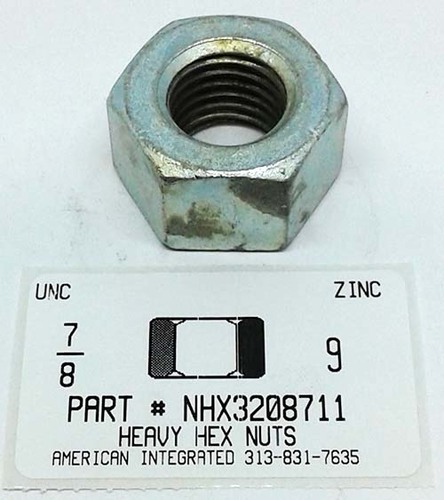 UNC ZINC
7/8 9
PART # NHX3208711
HEAVY HEX NUTS
AMERICAN INTEGRATED 313-831-7635